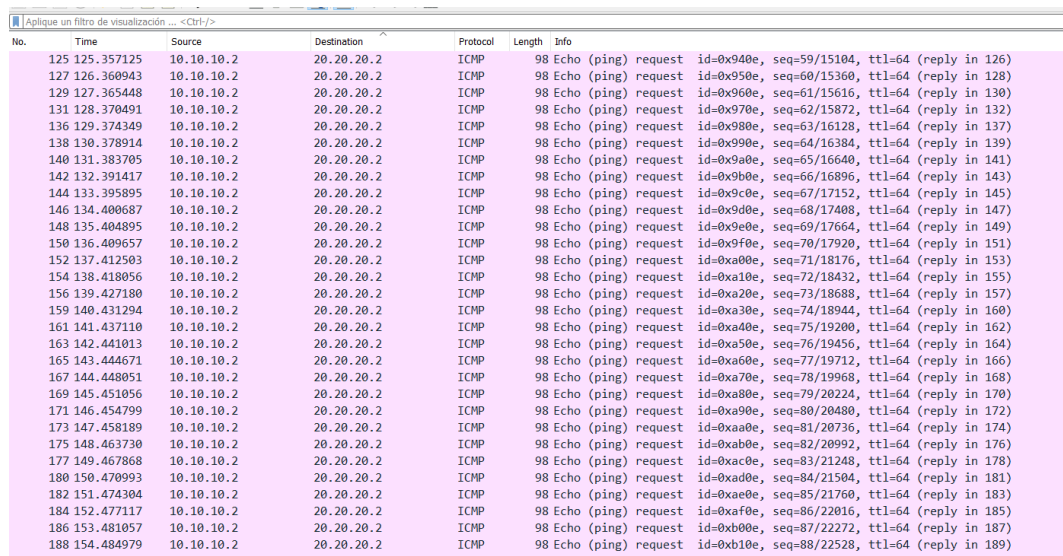 Aplique un filtro de visualización ... <Ctrl-/>
No. Time Source Destination Protocol Length Info
125 125.357125 10.10.10.2 20.20.20.2 ICMP 98 Echo (ping) request id=0x940e, seq=59/15104, ttl=64 (reply in 126)
127 126.360943 10.10.10.2 20.20.20.2 ICMP 98 Echo (ping) request id=0x950e, seq=60/15360, ttl=64 (reply in 128)
129 127.365448 10.10.10.2 20.20.20.2 ICMP 98 Echo (ping) request id=0x960e, seq=61/15616, ttl=64 (reply in 130)
131 128.370491 10.10.10.2 20.20.20.2 ICMP 98 Echo (ping) request id=0x970e, seq=62/15872, ttl=64 (reply in 132)
136 129.374349 10.10.10.2 20.20.20.2 ICMP 98 Echo (ping) request id=0x980e, seq=63/16128, ttl=64 (reply in 137)
138 130.378914 10.10.10.2 20.20.20.2 ICMP 98 Echo (ping) request id=0x990e, seq=64/16384, ttl=64 (reply in 139)
140 131.383705 10.10.10.2 20.20.20.2 ICMP 98 Echo (ping) request id=0x9a0e, seq=65/16640, ttl=64 (reply in 141)
142 132.391417 10.10.10.2 20.20.20.2 ICMP 98 Echo (ping) request id=0x9b0e, seq=66/16896, ttl=64 (reply in 143)
144 133.395895 10.10.10.2 20.20.20.2 ICMP 98 Echo (ping) request id=0x9c0e, seq=67/17152, ttl=64 (reply in 145)
146 134.400687 10.10.10.2 20.20.20.2 ICMP 98 Echo (ping) request id=0x9d0e, seq=68/17408, ttl=64 (reply in 147)
148 135.404895 10.10.10.2 20.20.20.2 ICMP 98 Echo (ping) request id=0x9e0e, seq=69/17664, ttl=64 (reply in 149)
150 136.409657 10.10.10.2 20.20.20.2 ICMP 98 Echo (ping) request id=0x9f0e, seq=70/17920, ttl=64 (reply in 151)
152 137.412503 10.10.10.2 20.20.20.2 ICMP 98 Echo (ping) request id=0xa00e, seq=71/18176, ttl=64 (reply in 153)
154 138.418056 10.10.10.2 20.20.20.2 ICMP 98 Echo (ping) request id=0xa10e, seq=72/18432, ttl=64 (reply in 155)
156 139.427180 10.10.10.2 20.20.20.2 ICMP 98 Echo (ping) request id=0xa20e, seq=73/18688, ttl=64 (reply in 157)
159 140.431294 10.10.10.2 20.20.20.2 ICMP 98 Echo (ping) request id=0xa30e, seq=74/18944, ttl=64 (reply in 160)
161 141.437110 10.10.10.2 20.20.20.2 ICMP 98 Echo (ping) request id=0xa40e, seq=75/19200, ttl=64 (reply in 162)
163 142.441013 10.10.10.2 20.20.20.2 ICMP 98 Echo (ping) request id=0xa50e, seq=76/19456, ttl=64 (reply in 164)
165 143.444671 10.10.10.2 20.20.20.2 ICMP 98 Echo (ping) request id=0xa60e, seq=77/19712, ttl=64 (reply in 166)
167 144.448051 10.10.10.2 20.20.20.2 ICMP 98 Echo (ping) request id=0xa70e, seq=78/19968, ttl=64 (reply in 168)
169 145.451056 10.10.10.2 20.20.20.2 ICMP 98 Echo (ping) request id=0xa80e, seq=79/20224, ttl=64 (reply in 170)
171 146.454799 10.10.10.2 20.20.20.2 ICMP 98 Echo (ping) request id=0xa90e, seq=80/20480, ttl=64 (reply in 172)
173 147.458189 10.10.10.2 20.20.20.2 ICMP 98 Echo (ping) request id=0xaa0e, seq=81/20736, ttl=64 (reply in 174)
175 148.463730 10.10.10.2 20.20.20.2 ICMP 98 Echo (ping) request id=0xab0e, seq=82/20992, ttl=64 (reply in 176)
177 149.467868 10.10.10.2 20.20.20.2 ICMP 98 Echo (ping) request id=0xac0e, seq=83/21248, ttl=64 (reply in 178)
180 150.470993 10.10.10.2 20.20.20.2 ICMP 98 Echo (ping) request id=0xad0e, seq=84/21504, ttl=64 (reply in 181)
182 151.474304 10.10.10.2 20.20.20.2 ICMP 98 Echo (ping) request id=0xae0e, seq=85/21760, ttl=64 (reply in 183)
184 152.477117 10.10.10.2 20.20.20.2 ICMP 98 Echo (ping) request id=0xaf0e, seq=86/22016, ttl=64 (reply in 185)
186 153.481057 10.10.10.2 20.20.20.2 ICMP 98 Echo (ping) request id=0xb00e, seq=87/22272, ttl=64 (reply in 187)
188 154.484979 10.10.10.2 20.20.20.2 ICMP 98 Echo (ping) request id=0xb10e, seq=88/22528, ttl=64 (reply in 189)